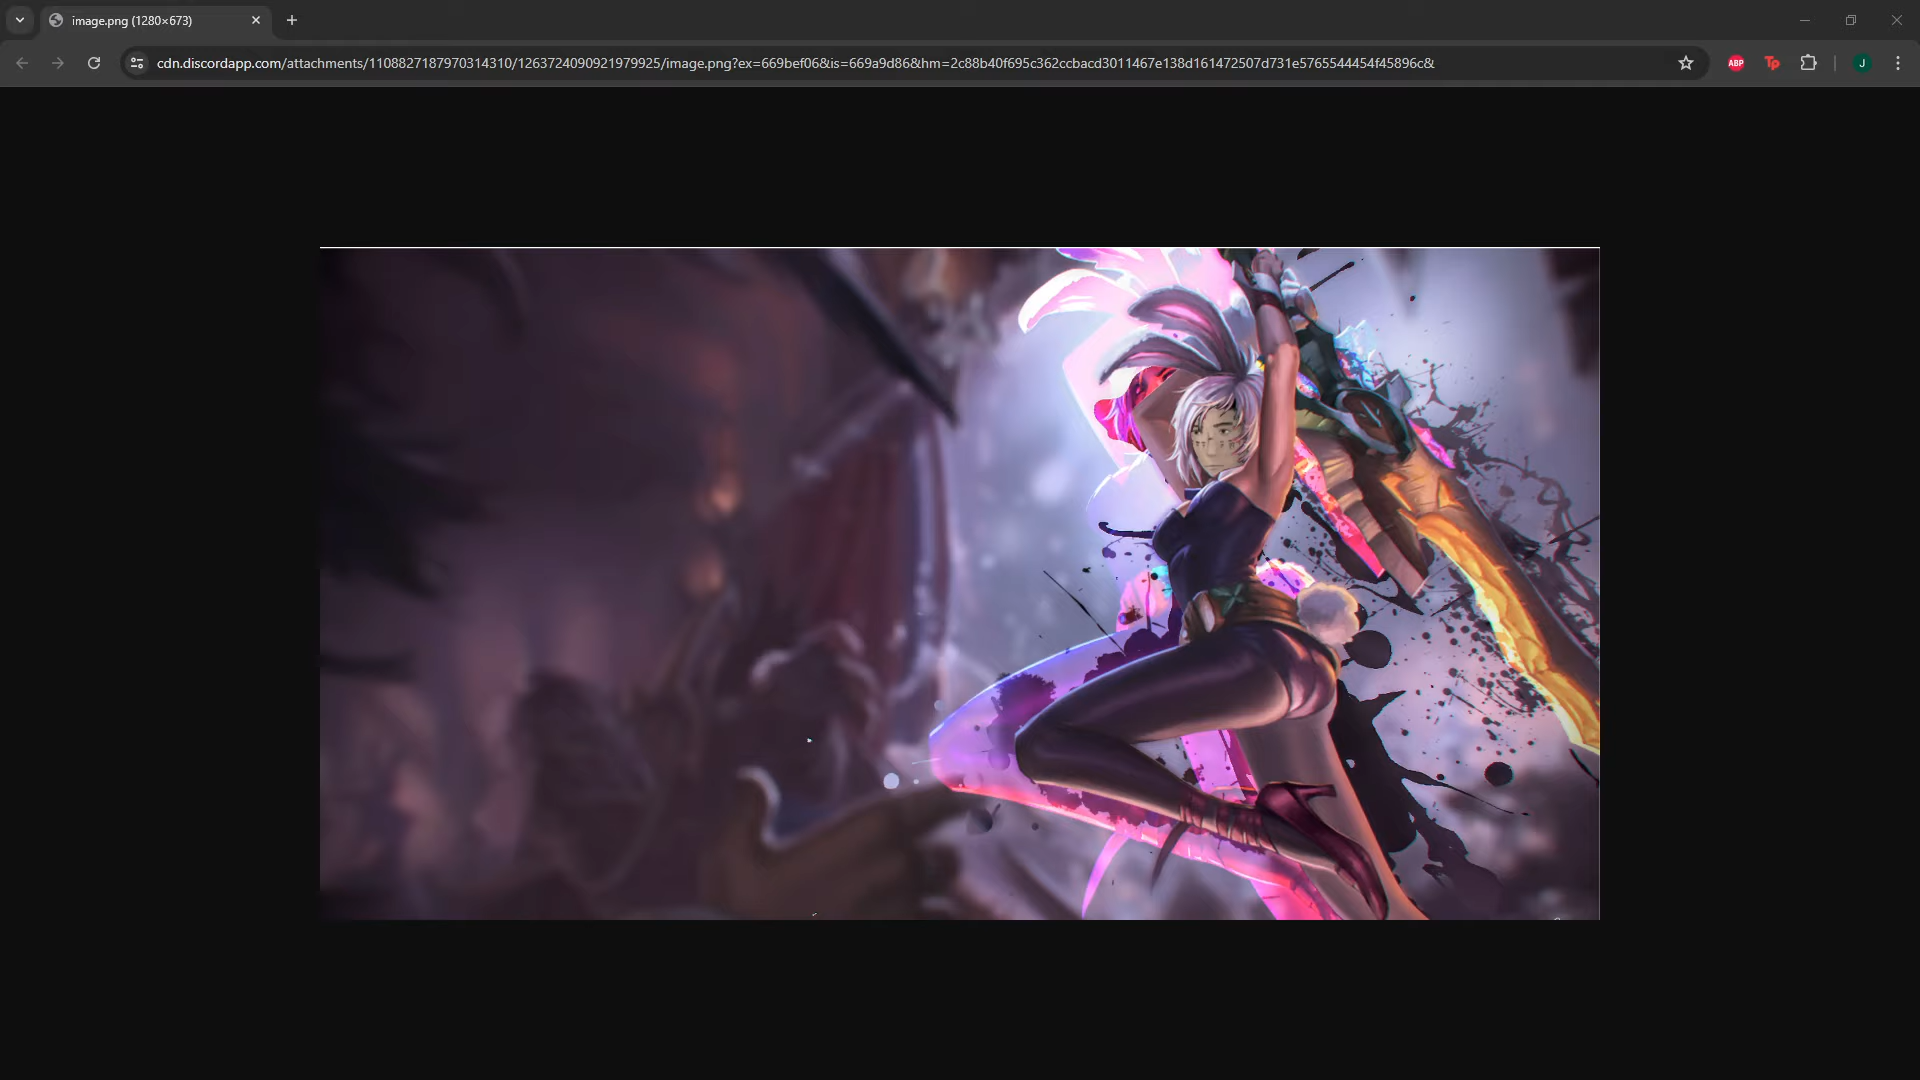 image.png (1280×673)
cdn.discordapp.com/attachments/1108827187970314310/1263724090921979925/image.png?ex=669bef06&is=669a9d86&hm=2c88b40f695c362ccbacd3011467e138d161472507d731e5765544454f45896c&
ABP
Tp
J